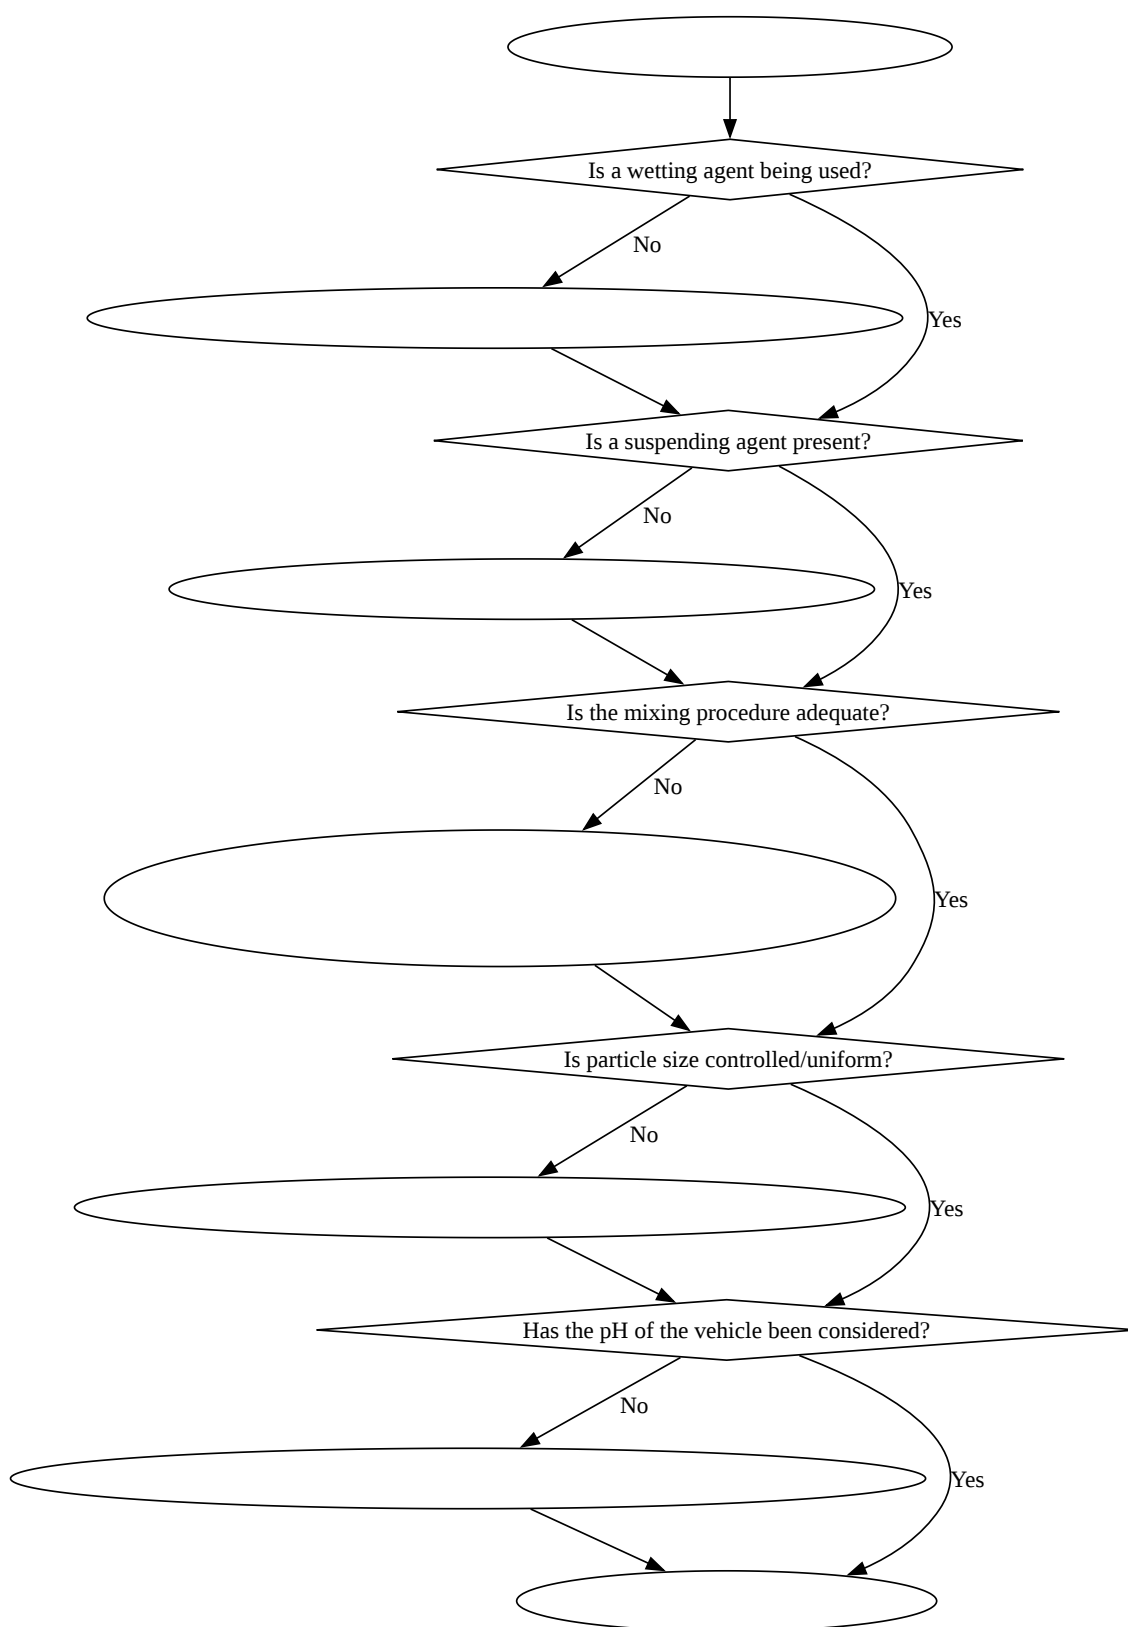 Is a wetting agent being used?
No
Yes
Is a suspending agent present?
No
Yes
Is the mixing procedure adequate?
No
Yes
Is particle size controlled/uniform?
No
Yes
Has the pH of the vehicle been considered?
No
Yes